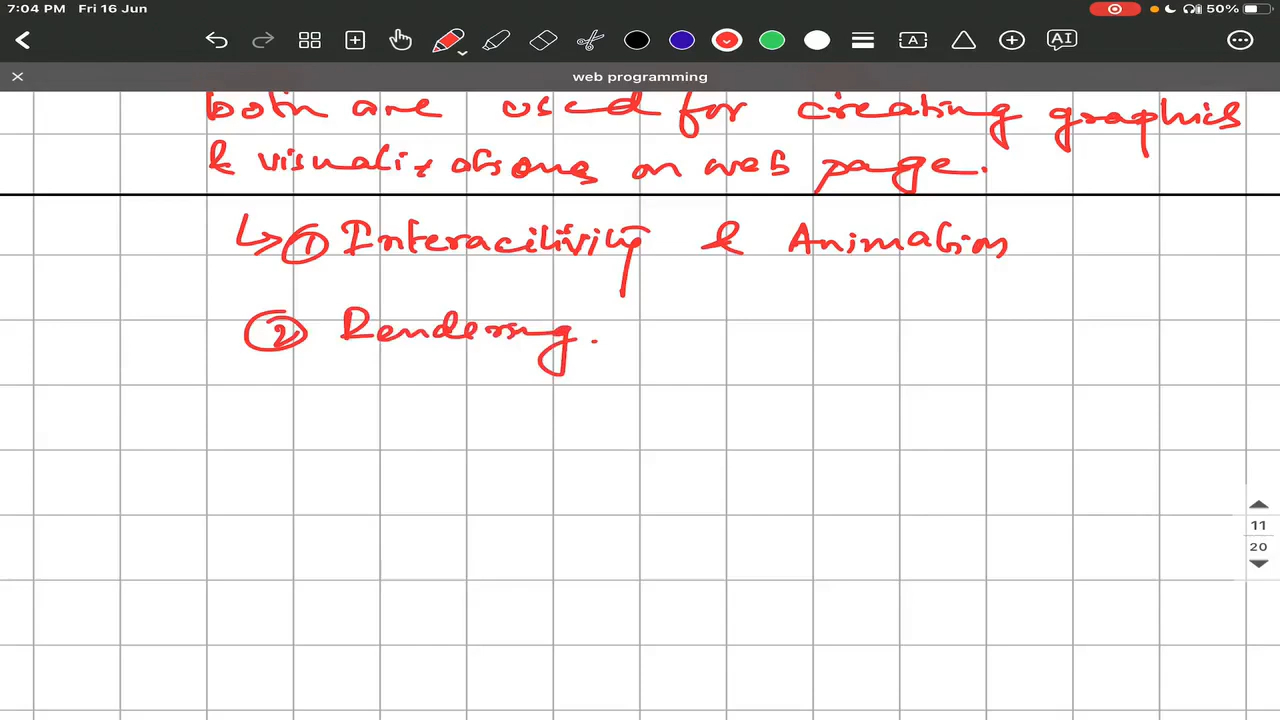 7:04 PM Fri 16 Jun
50%
A
AI
web programming
both are used for creating graphics
& visualizations on web page.
↳ ① Interacitivity & Animation
② Rendering.
11
20